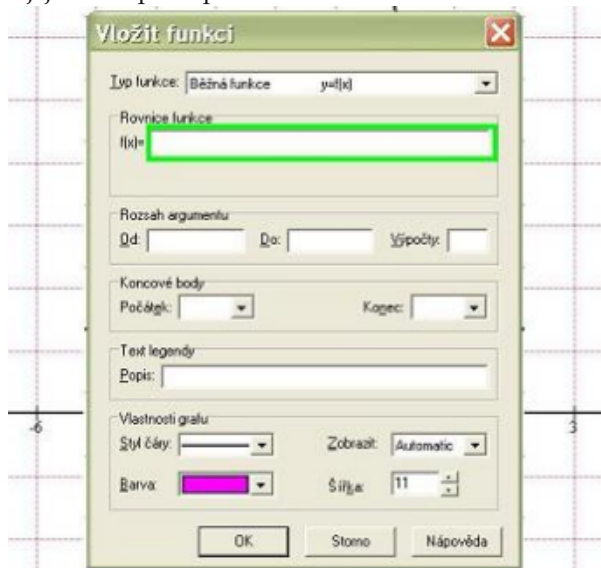 Vložit funkci
Typ funkce: Běžná funkce y=f(x)
Rovnice funkce
f(x)=
Rozsah argumentu
Od: Do: Výpočty:
Koncové body
Počátek: Konec:
Text legendy
Popis:
-6 3
Vlastnosti grafu
Styl čáry: Zobrazit: Automatic
Barva: Šířka: 11
OK Storno Nápověda